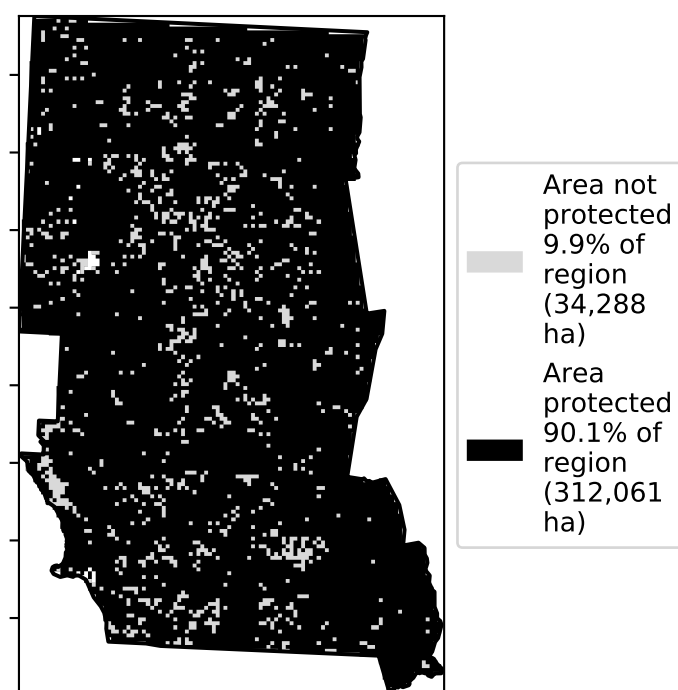 Area not
protected
9.9% of
region
(34,288
ha)
Area
protected
90.1% of
region
(312,061
ha)